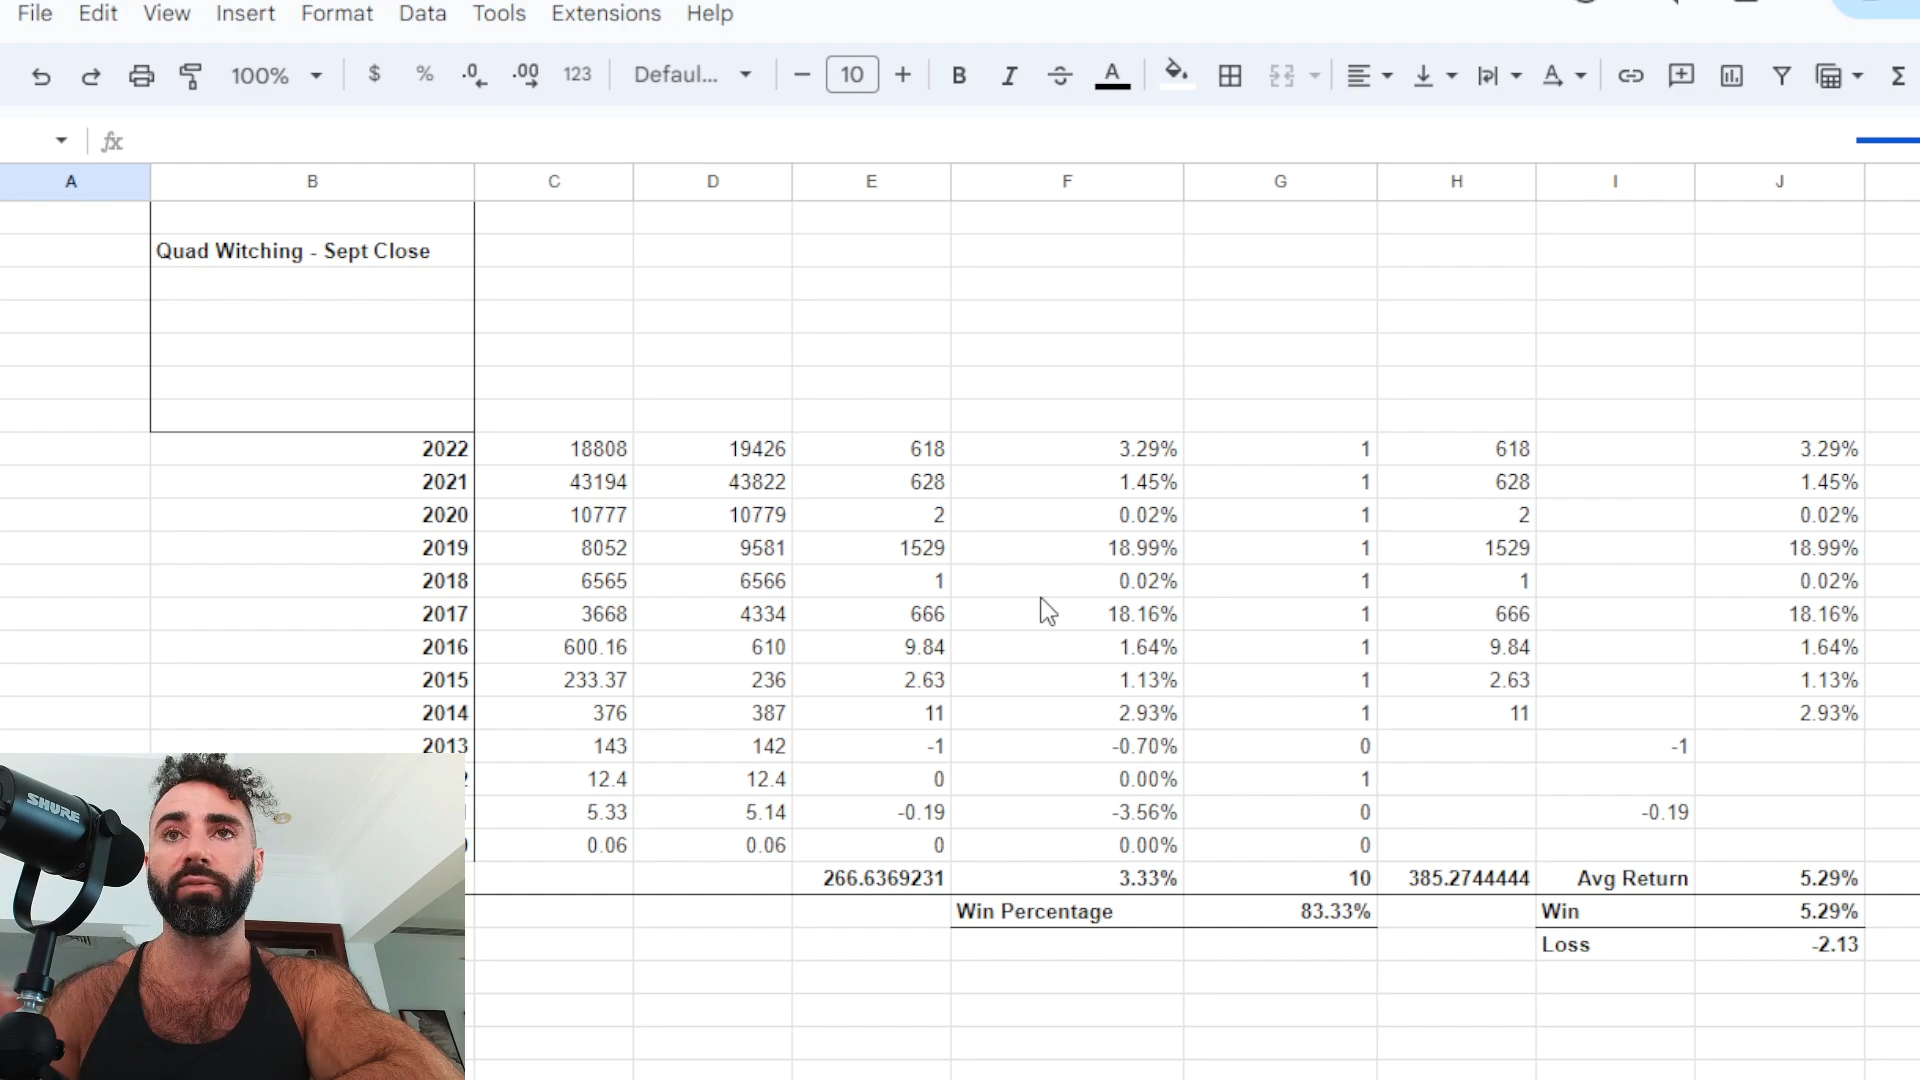 File Edit View Insert Format Data Tools Extensions Help
100% $ % .0 .00 123 Defaul... − 10 + B I A Σ
fx
A B C D E F G H I J
Quad Witching - Sept Close
2022 18808 19426 618 3.29% 1 618 3.29%
2021 43194 43822 628 1.45% 1 628 1.45%
2020 10777 10779 2 0.02% 1 2 0.02%
2019 8052 9581 1529 18.99% 1 1529 18.99%
2018 6565 6566 1 0.02% 1 1 0.02%
2017 3668 4334 666 18.16% 1 666 18.16%
2016 600.16 610 9.84 1.64% 1 9.84 1.64%
2015 233.37 236 2.63 1.13% 1 2.63 1.13%
2014 376 387 11 2.93% 1 11 2.93%
2013 143 142 -1 -0.70% 0 -1
12.4 12.4 0 0.00% 1
5.33 5.14 -0.19 -3.56% 0 -0.19
0.06 0.06 0 0.00% 0
266.6369231 3.33% 10 385.2744444 Avg Return 5.29%
Win Percentage 83.33% Win 5.29%
Loss -2.13
SHURE